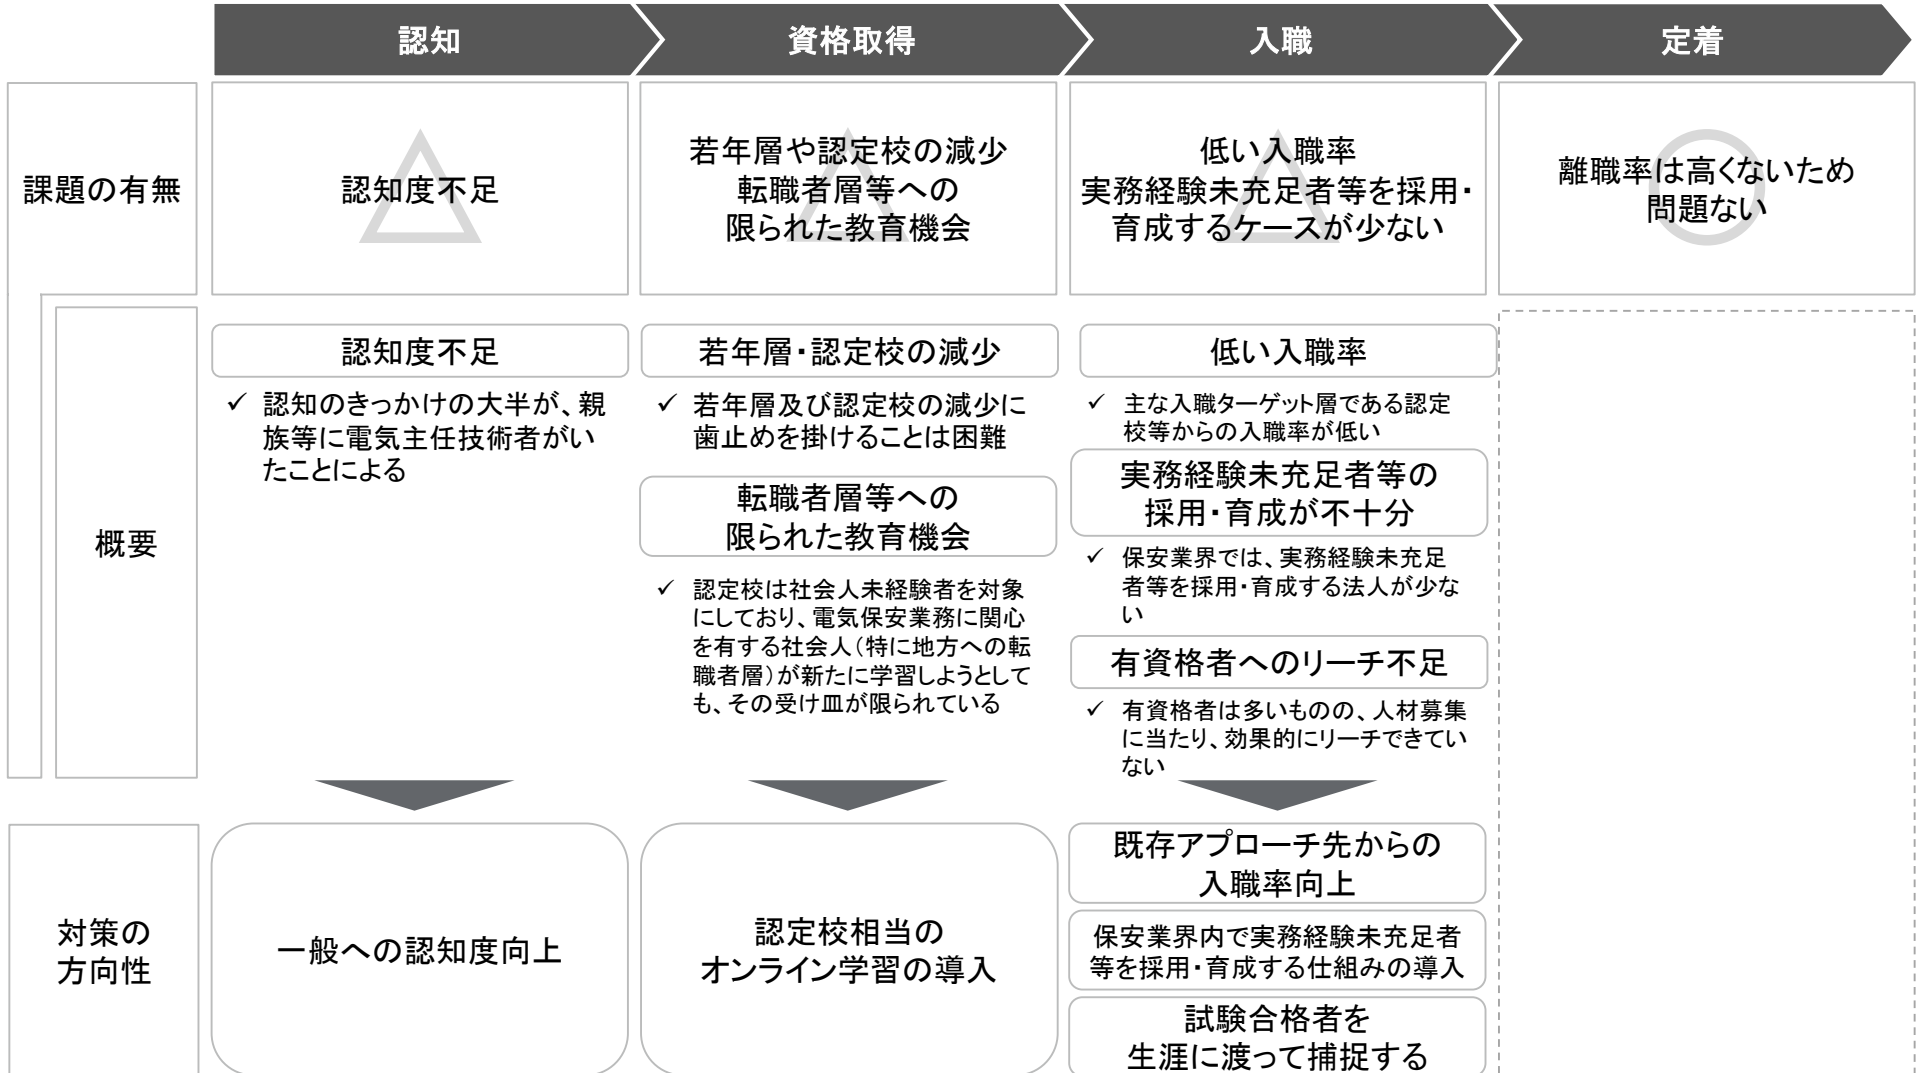 認知
資格取得
入職
定着
課題の有無
認知度不足
若年層や認定校の減少
転職者層等への
限られた教育機会
低い入職率
実務経験未充足者等を採用・
育成するケースが少ない
離職率は高くないため
問題ない
概要
認知度不足
✓ 認知のきっかけの大半が、親
族等に電気主任技術者がい
たことによる
若年層・認定校の減少
✓ 若年層及び認定校の減少に
歯止めを掛けることは困難
転職者層等への
限られた教育機会
✓ 認定校は社会人未経験者を対象
にしており、電気保安業務に関心
を有する社会人（特に地方への転
職者層）が新たに学習しようとして
も、その受け皿が限られている
低い入職率
✓ 主な入職ターゲット層である認定
校等からの入職率が低い
実務経験未充足者等の
採用・育成が不十分
✓ 保安業界では、実務経験未充足
者等を採用・育成する法人が少な
い
有資格者へのリーチ不足
✓ 有資格者は多いものの、人材募集
に当たり、効果的にリーチできてい
ない
対策の
方向性
一般への認知度向上
認定校相当の
オンライン学習の導入
既存アプローチ先からの
入職率向上
保安業界内で実務経験未充足者
等を採用・育成する仕組みの導入
試験合格者を
生涯に渡って捕捉する